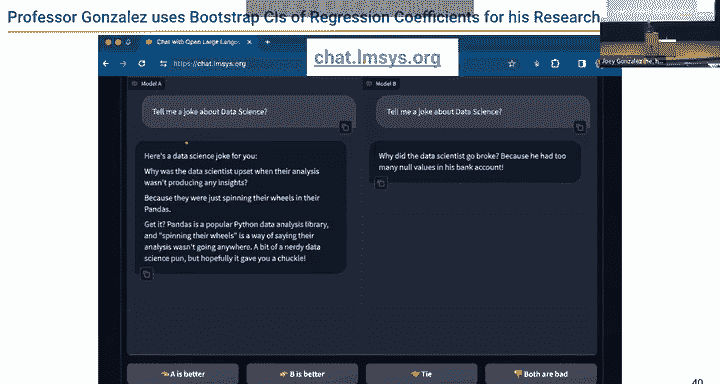 Professor Gonzalez uses Bootstrap CIs of Regression Coefficients for his Research
Chat with Open Large Langu
https://chat.lmsys.org
chat.lmsys.org
Joey Gonzalez
Model A
Tell me a joke about Data Science?
Here's a data science joke for you:
Why was the data scientist upset when their analysis
wasn't producing any insights?
Because they were just spinning their wheels in their
Pandas.
Get it? Pandas is a popular Python data analysis library,
and "spinning their wheels" is a way of saying their
analysis wasn't going anywhere. A bit of a nerdy data
science pun, but hopefully it gave you a chuckle!
Model B
Tell me a joke about Data Science?
Why did the data scientist go broke? Because he had too
many null values in his bank account!
A is better
B is better
Tie
Both are bad
40